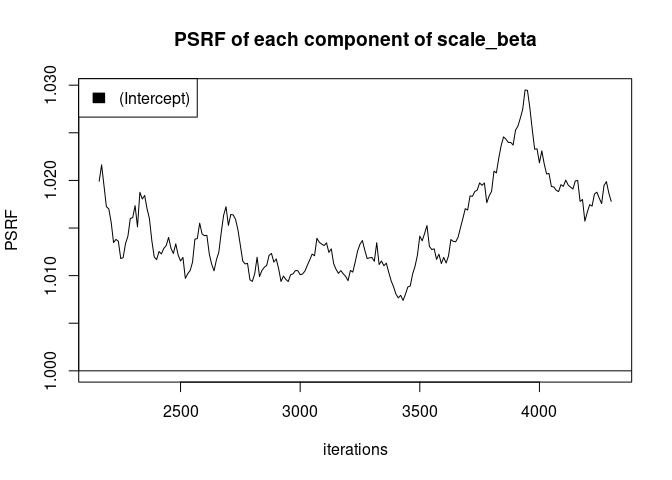 PSRF of each component of scale_beta
(Intercept)
PSRF
1.030
1.020
1.010
1.000
2500 3000 3500 4000
iterations